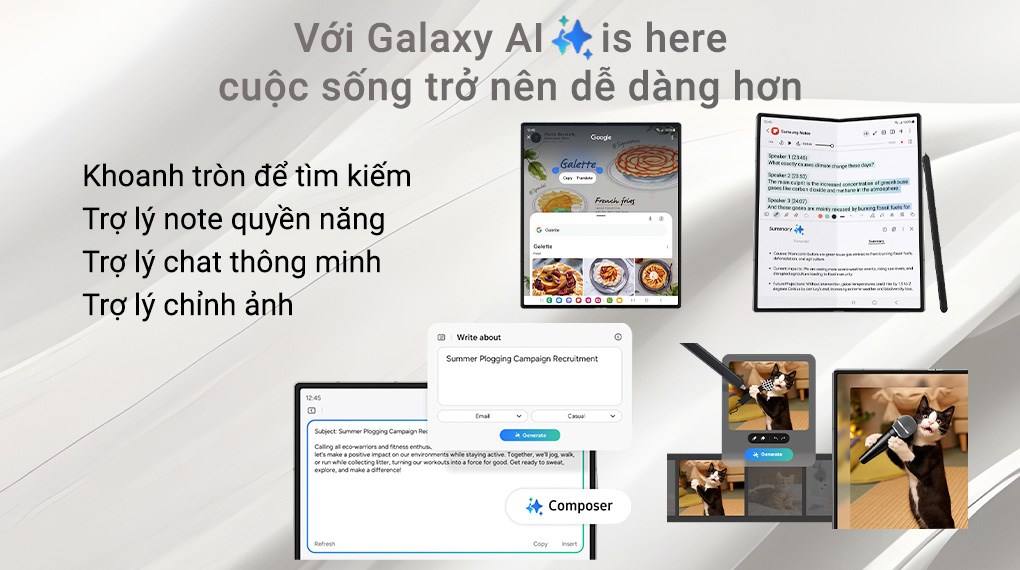 Với Galaxy AI is here
cuộc sống trở nên dễ dàng hơn
Khoanh tròn để tìm kiếm
Trợ lý note quyền năng
Trợ lý chat thông minh
Trợ lý chỉnh ảnh
Google
Galette
Copy Translate
French fries
Galette
Galette
Samsung Notes
Speaker 1 (23:45)
What exactly causes climate change these days?
Speaker 2 (23:53)
The main culprit is the increased concentration of greenhouse
gases like carbon dioxide and methane in the atmosphere.
Speaker 3 (24:07)
And those gases are mainly released by burning fossil fuels for
Summary
Summary
Write about
Summer Plogging Campaign Recruitment
Email
Casual
Generate
12:45
Subject: Summer Plogging Campaign Rec
Calling all eco-warriors and fitness enthusi
let's make a positive impact on our environments while staying active. Together, we'll jog, walk,
or run while collecting litter, turning our workouts into a force for good. Get ready to sweat,
explore, and make a difference!
Composer
Refresh
Copy
Insert
Generate